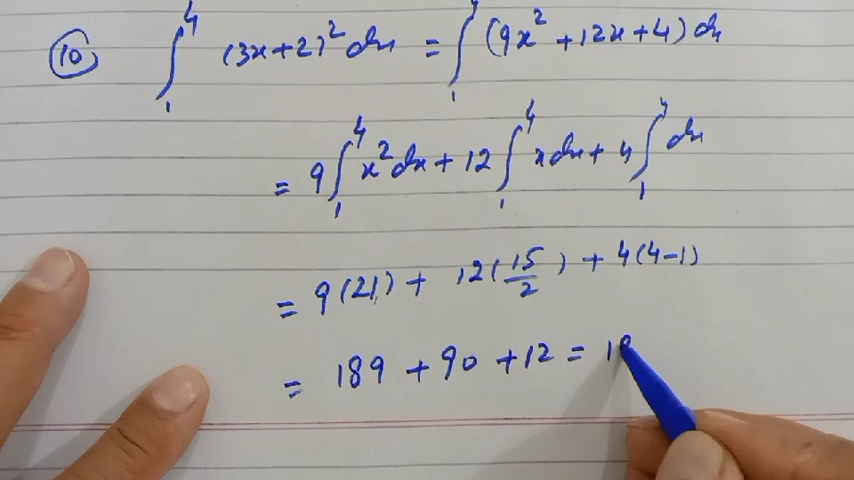 (10) ∫₁⁴ (3x+2)² dx = ∫₁⁴ (9x² + 12x + 4) dx
= 9 ∫₁⁴ x² dx + 12 ∫₁⁴ x dx + 4 ∫₁⁴ dx
= 9(21) + 12(15/2) + 4(4-1)
= 189 + 90 + 12 = 1